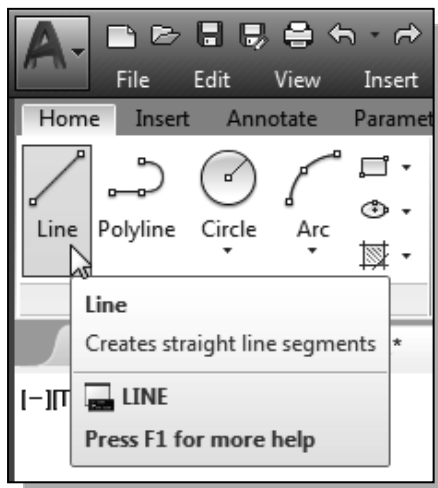 File Edit View Insert
Home Insert Annotate Paramet
Line Polyline Circle Arc
Line
Creates straight line segments *
[−][T
LINE
Press F1 for more help